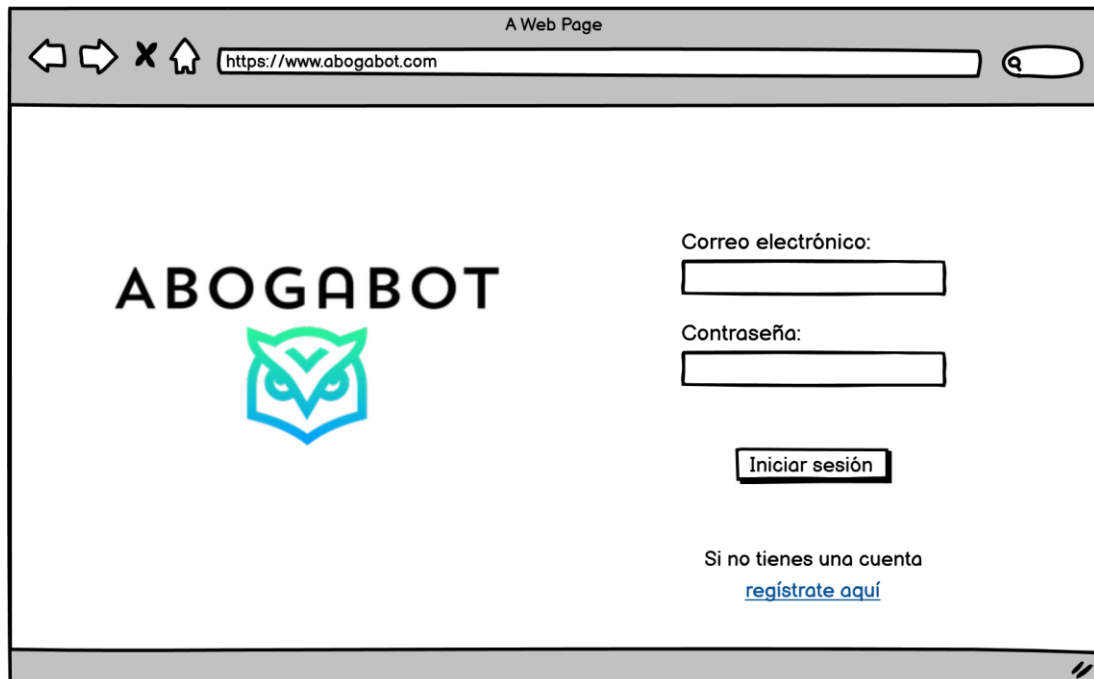 A Web Page
https://www.abogabot.com
ABOGABOT
Correo electrónico:
Contraseña:
Iniciar sesión
Si no tienes una cuenta
regístrate aquí